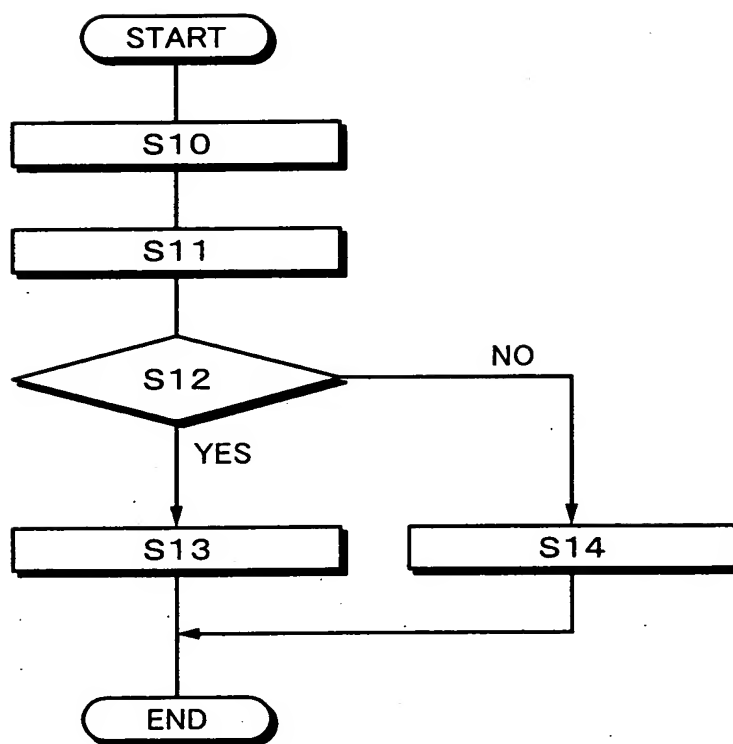 START
S10
S11
S12
NO
YES
S13
S14
END